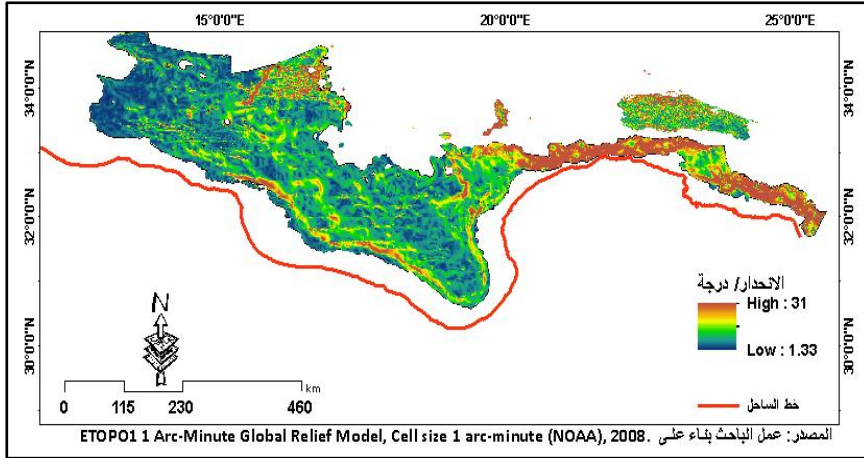 15°0'0"E 20°0'0"E 25°0'0"E
34°0'0"N 34°0'0"N
32°0'0"N 32°0'0"N
30°0'0"N 30°0'0"N
الانحدار/ درجة
High : 31
Low : 1.33
خط الساحل
N
km
0 115 230 460
المصدر: عمل الباحث بناء على ETOPO1 1 Arc-Minute Global Relief Model, Cell size 1 arc-minute (NOAA), 2008.